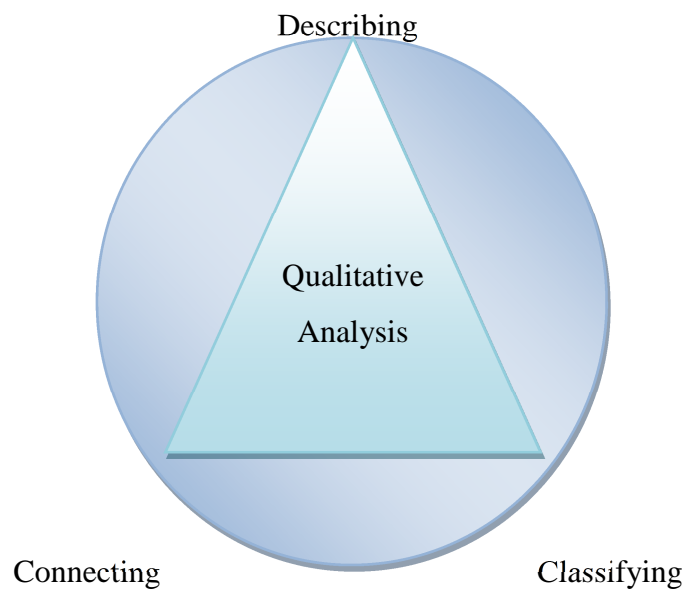 Describing
Qualitative
Analysis
Connecting
Classifying